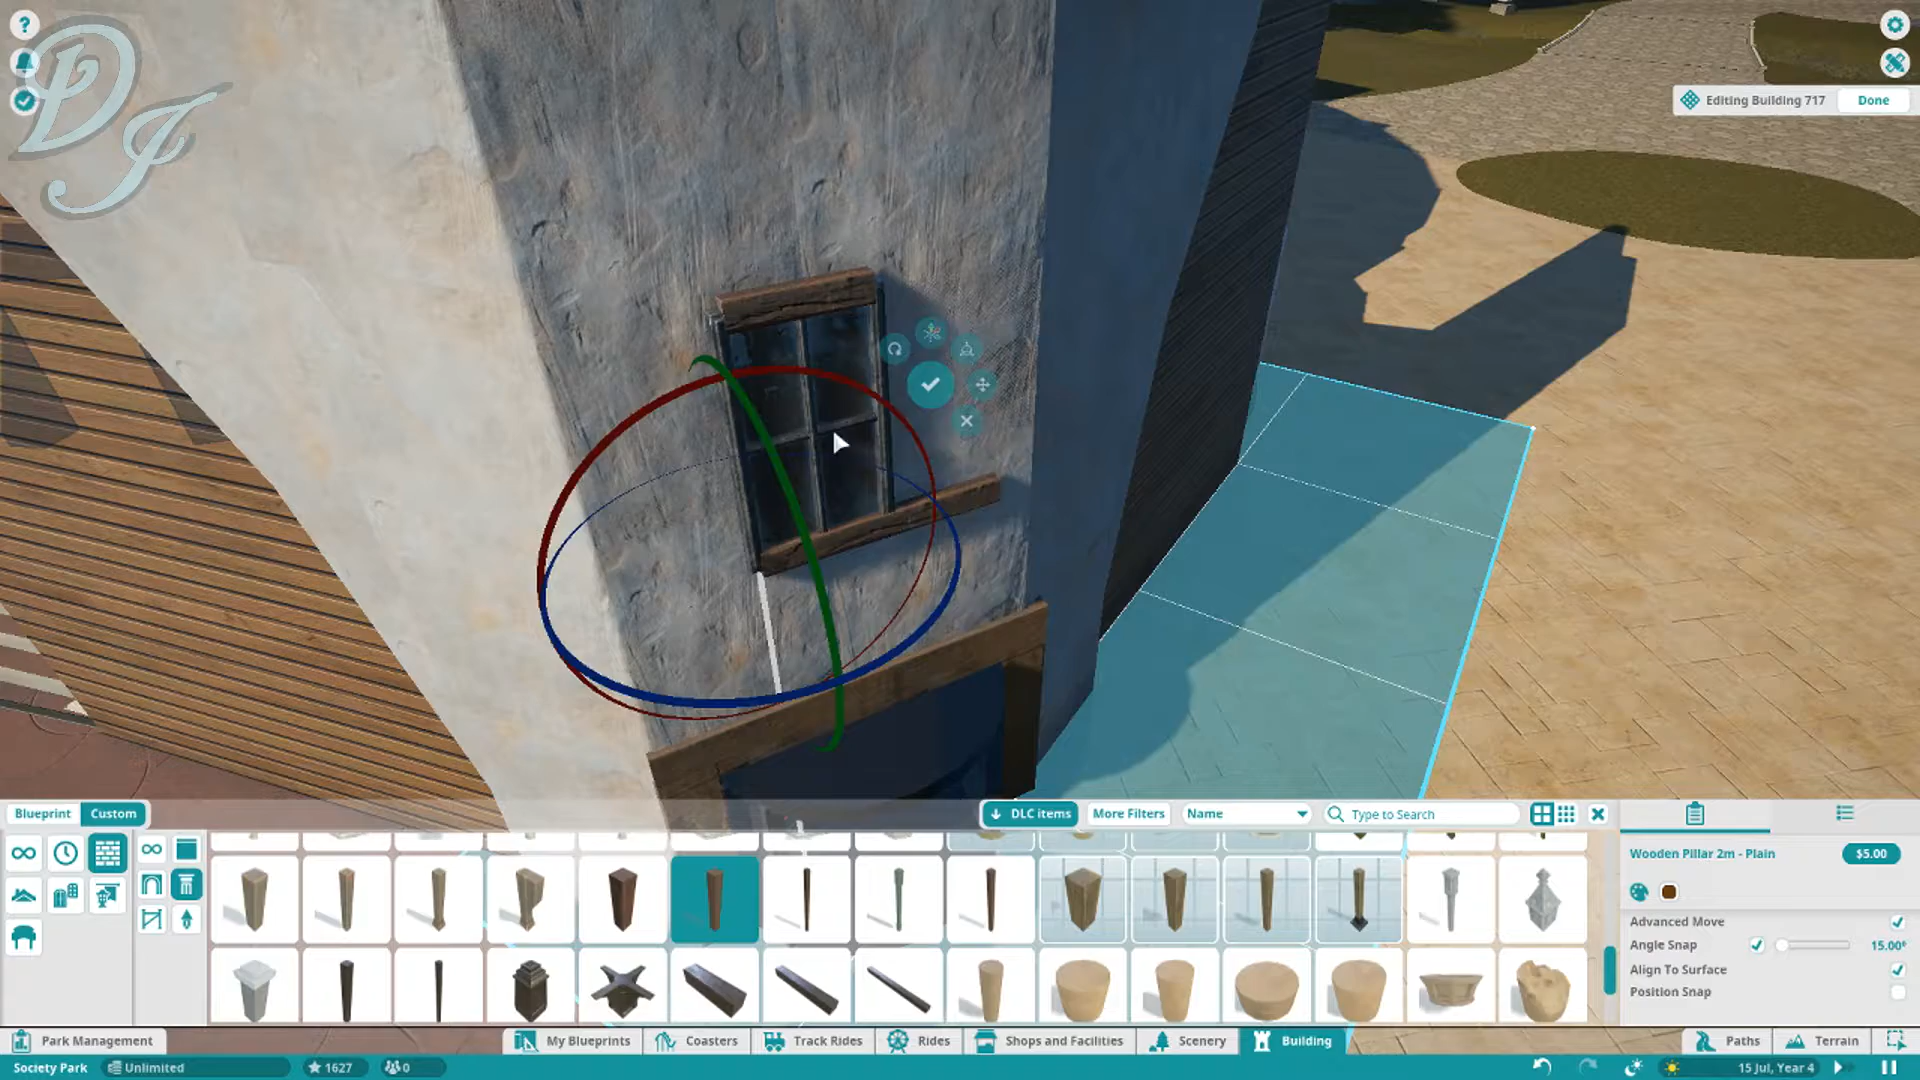 ?
DJ
Editing Building 717
Done
Blueprint
Custom
DLC items
More Filters
Name
Type to Search
Wooden Pillar 2m - Plain
$5.00
Advanced Move
Angle Snap
15.00°
Align To Surface
Position Snap
Park Management
My Blueprints
Coasters
Track Rides
Rides
Shops and Facilities
Scenery
Building
Paths
Terrain
Society Park
Unlimited
1627
0
15 Jul, Year 4